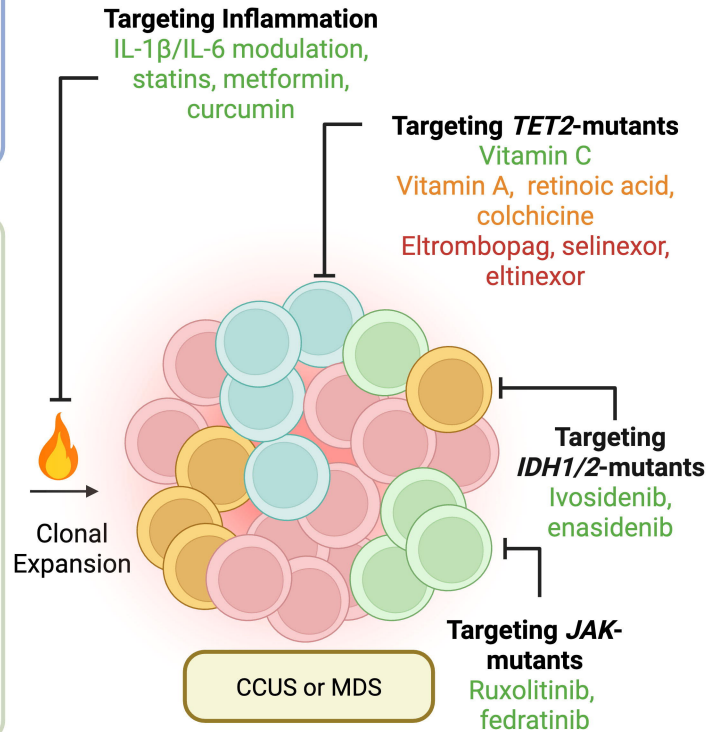 Targeting Inflammation
IL-1β/IL-6 modulation,
statins, metformin,
curcumin
Targeting TET2-mutants
Vitamin C
Vitamin A, retinoic acid,
colchicine
Eltrombopag, selinexor,
eltinexor
Targeting
IDH1/2-mutants
Ivosidenib,
enasidenib
Clonal
Expansion
Targeting JAK-
mutants
Ruxolitinib,
fedratinib
CCUS or MDS